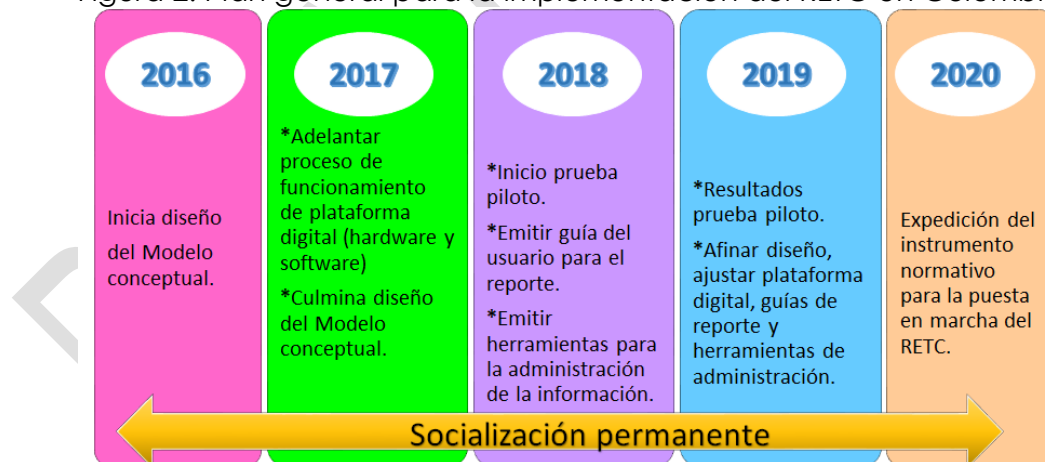 2016
Inicia diseño
del Modelo
conceptual.
2017
*Adelantar
proceso de
funcionamiento
de plataforma
digital (hardware y
software)
*Culmina diseño
del Modelo
conceptual.
2018
*Inicio prueba
piloto.
*Emitir guía del
usuario para el
reporte.
*Emitir
herramientas para
la administración
de la información.
2019
*Resultados
prueba piloto.
*Afinar diseño,
ajustar plataforma
digital, guías de
reporte y
herramientas de
administración.
2020
Expedición del
instrumento
normativo
para la puesta
en marcha del
RETC.
Socialización permanente